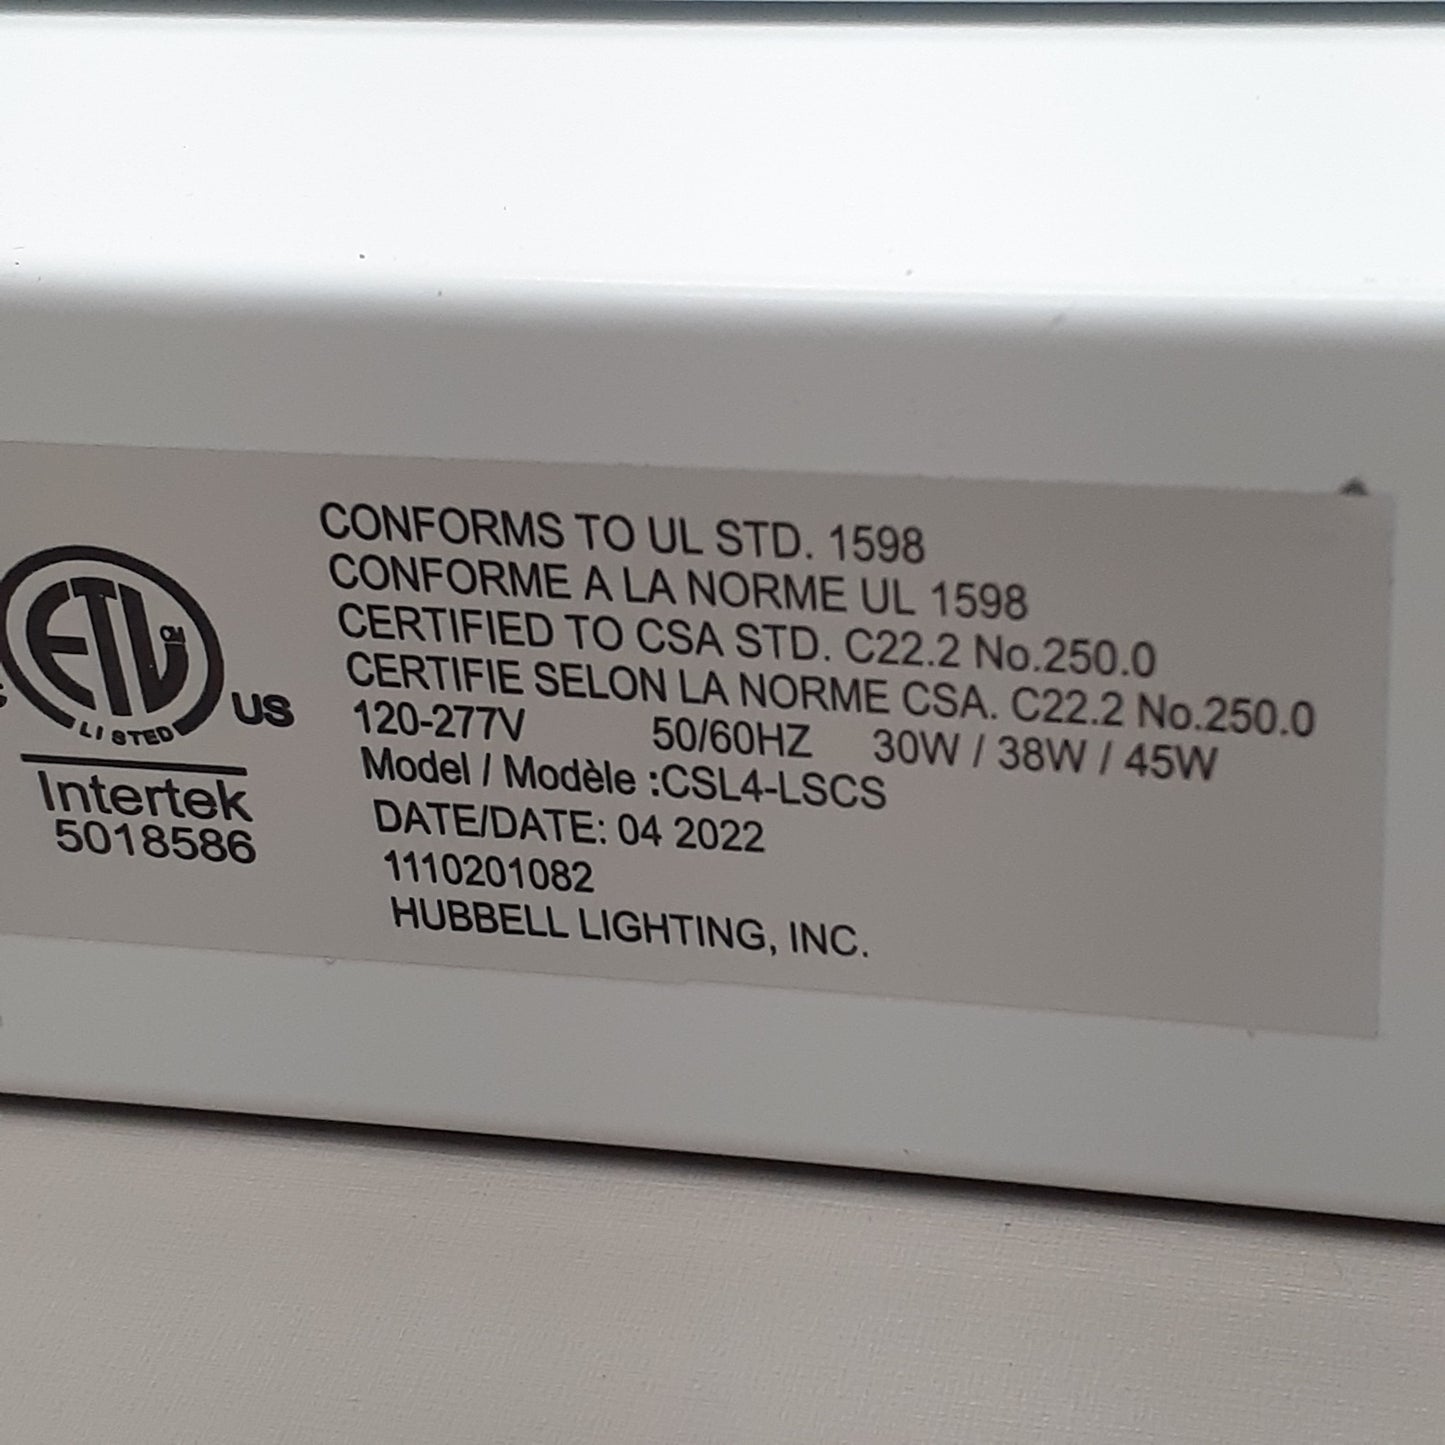 ETL
CM
LISTED
US
Intertek
5018586
CONFORMS TO UL STD. 1598
CONFORME A LA NORME UL 1598
CERTIFIED TO CSA STD. C22.2 No.250.0
CERTIFIE SELON LA NORME CSA. C22.2 No.250.0
120-277V 50/60HZ 30W / 38W / 45W
Model / Modèle :CSL4-LSCS
DATE/DATE: 04 2022
1110201082
HUBBELL LIGHTING, INC.